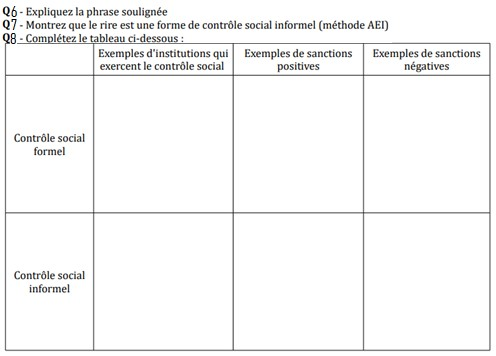 Q6 - Expliquez la phrase soulignée
Q7 - Montrez que le rire est une forme de contrôle social informel (méthode AEI)
Q8 - Complétez le tableau ci-dessous :
Exemples d'institutions qui exercent le contrôle social
Exemples de sanctions positives
Exemples de sanctions négatives
Contrôle social formel
Contrôle social informel